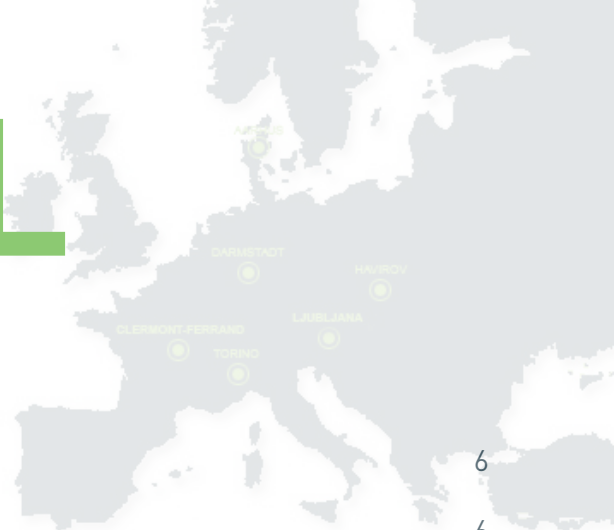 DARMSTADT
HAVIROV
LJUBLJANA
CLERMONT-FERRAND
TORINO
6